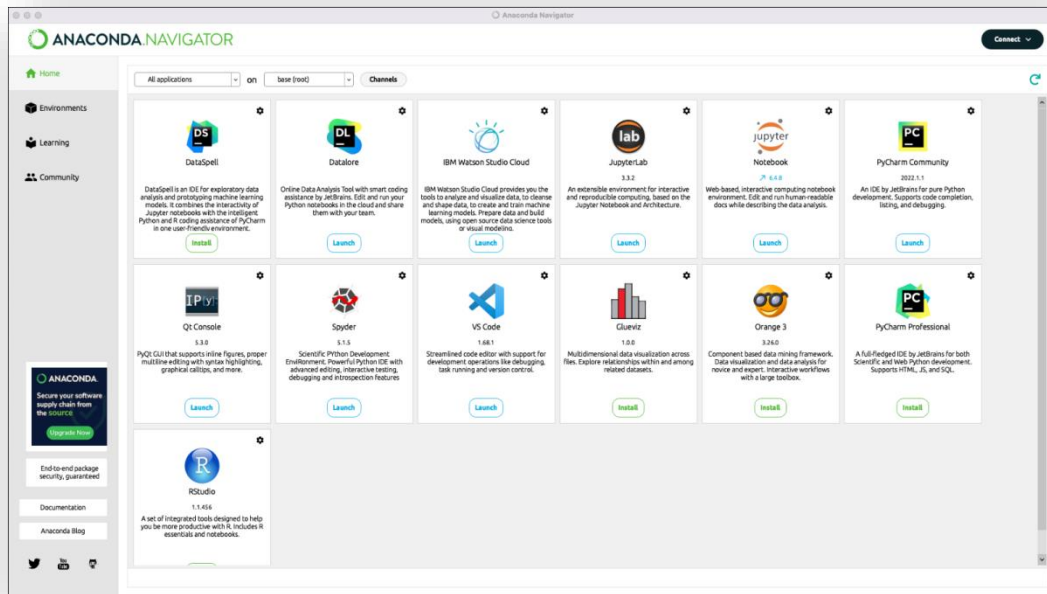 Anaconda Navigator
ANACONDA.NAVIGATOR
Connect
Home
Environments
Learning
Community
All applications
on
base (root)
Channels
DS
DataSpell
DataSpell is an IDE for exploratory data
analysis and prototyping machine learning
models. It combines the interactivity of
Jupyter notebooks with the intelligent
Python and R coding assistance of PyCharm
in one user-friendly environment.
Install
DL
Datalore
Online Data Analysis Tool with smart coding
assistance by JetBrains. Edit and run your
Python notebooks in the cloud and share
them with your team.
Launch
IBM Watson Studio Cloud
IBM Watson Studio Cloud provides you the
tools to analyze and visualize data, to cleanse
and shape data, to create and train machine
learning models. Prepare data and build
models, using open source data science tools
or visual modeling.
Launch
lab
JupyterLab
3.3.2
An extensible environment for interactive
and reproducible computing, based on the
Jupyter Notebook and Architecture.
Launch
jupyter
Notebook
6.4.8
Web-based, interactive computing notebook
environment. Edit and run human-readable
docs while describing the data analysis.
Launch
PC
PyCharm Community
2022.1.1
An IDE by JetBrains for pure Python
development. Supports code completion,
listing, and debugging.
Launch
IP[y]:
Qt Console
5.3.0
PyQt GUI that supports inline figures, proper
multiline editing with syntax highlighting,
graphical calltips, and more.
Launch
Spyder
5.1.5
Scientific PYthon Development
EnviRonment. Powerful Python IDE with
advanced editing, interactive testing,
debugging and introspection features
Launch
VS Code
1.68.1
Streamlined code editor with support for
development operations like debugging,
task running and version control.
Launch
Glueviz
1.0.0
Multidimensional data visualization across
files. Explore relationships within and among
related datasets.
Install
Orange 3
3.26.0
Component based data mining framework.
Data visualization and data analysis for
novice and expert. Interactive workflows
with a large toolbox.
Install
PC
PyCharm Professional
A full-fledged IDE by JetBrains for both
Scientific and Web Python development.
Supports HTML, JS, and SQL.
Install
R
RStudio
1.1.456
A set of integrated tools designed to help
you be more productive with R. Includes R
essentials and notebooks.
ANACONDA.
Secure your software
supply chain from
the source
Upgrade Now
End-to-end package
security, guaranteed
Documentation
Anaconda Blog
You
Tube